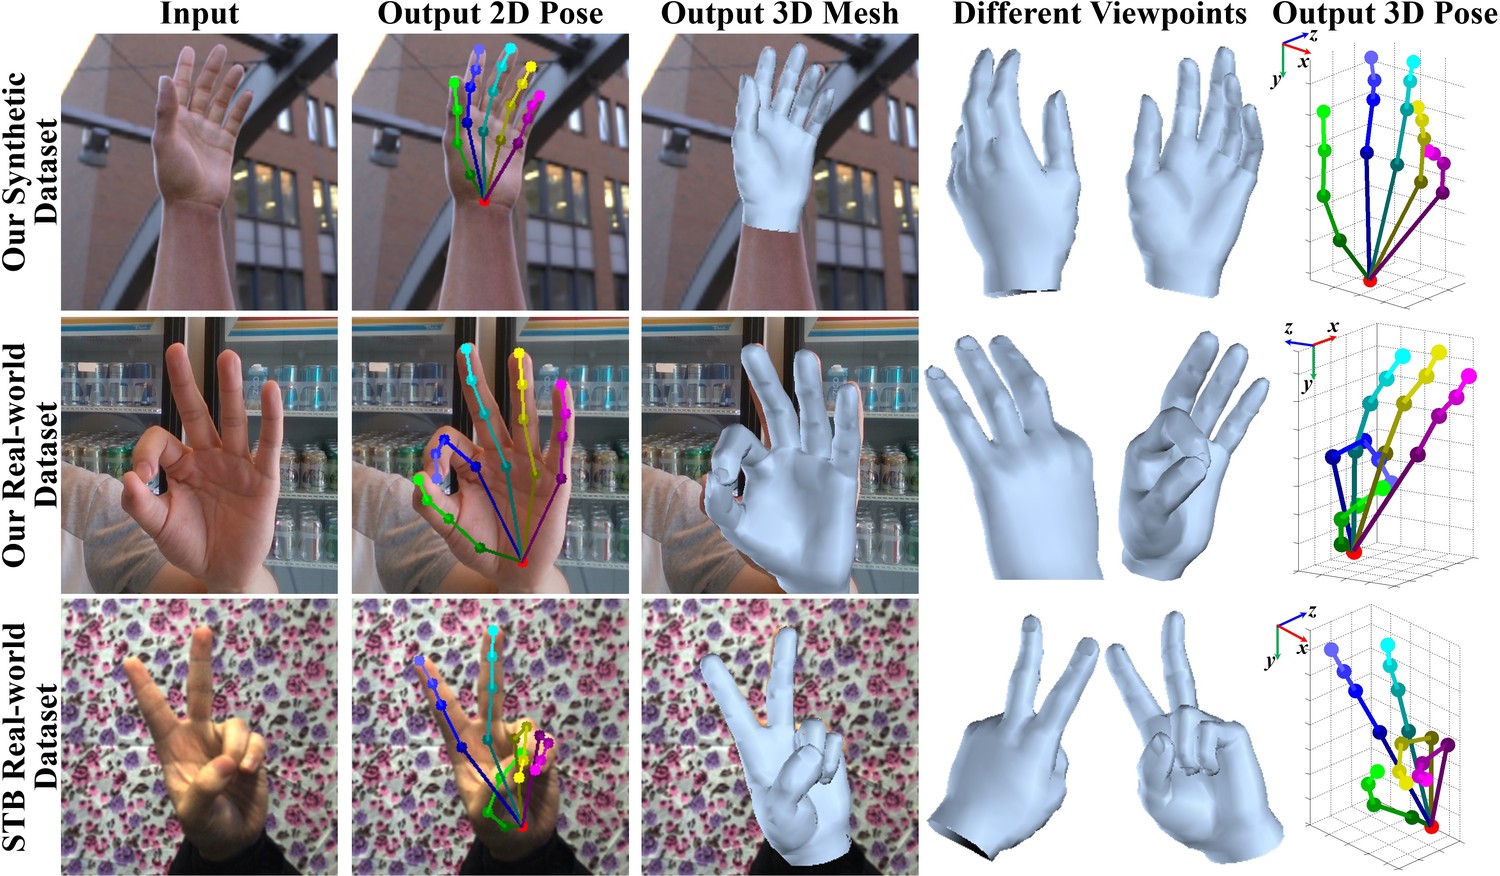 Input
Output 2D Pose
Output 3D Mesh
Different Viewpoints
Output 3D Pose
Our Synthetic
Dataset
z
x
y
Our Real-world
Dataset
z
x
y
STB Real-world
Dataset
z
x
y